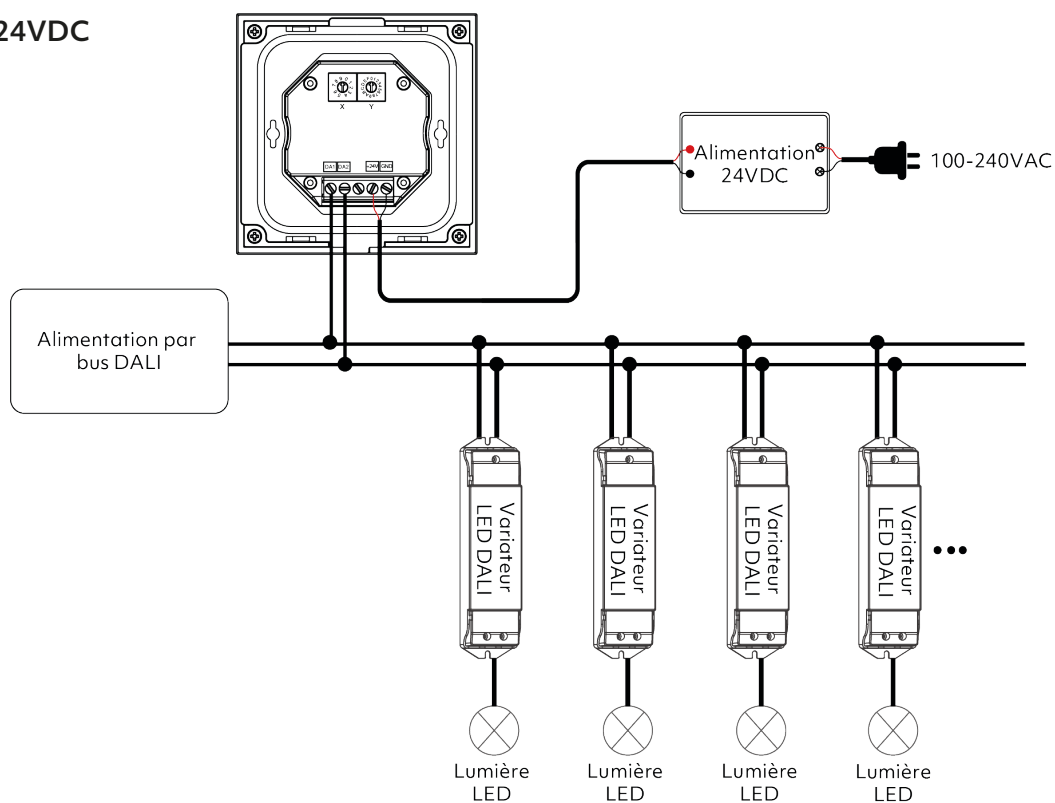 24VDC
X Y
DA1 DA2 +24V GND
Alimentation
24VDC
100-240VAC
Alimentation par
bus DALI
Variateur
LED DALI
Variateur
LED DALI
Variateur
LED DALI
Variateur
LED DALI
Lumière
LED
Lumière
LED
Lumière
LED
Lumière
LED